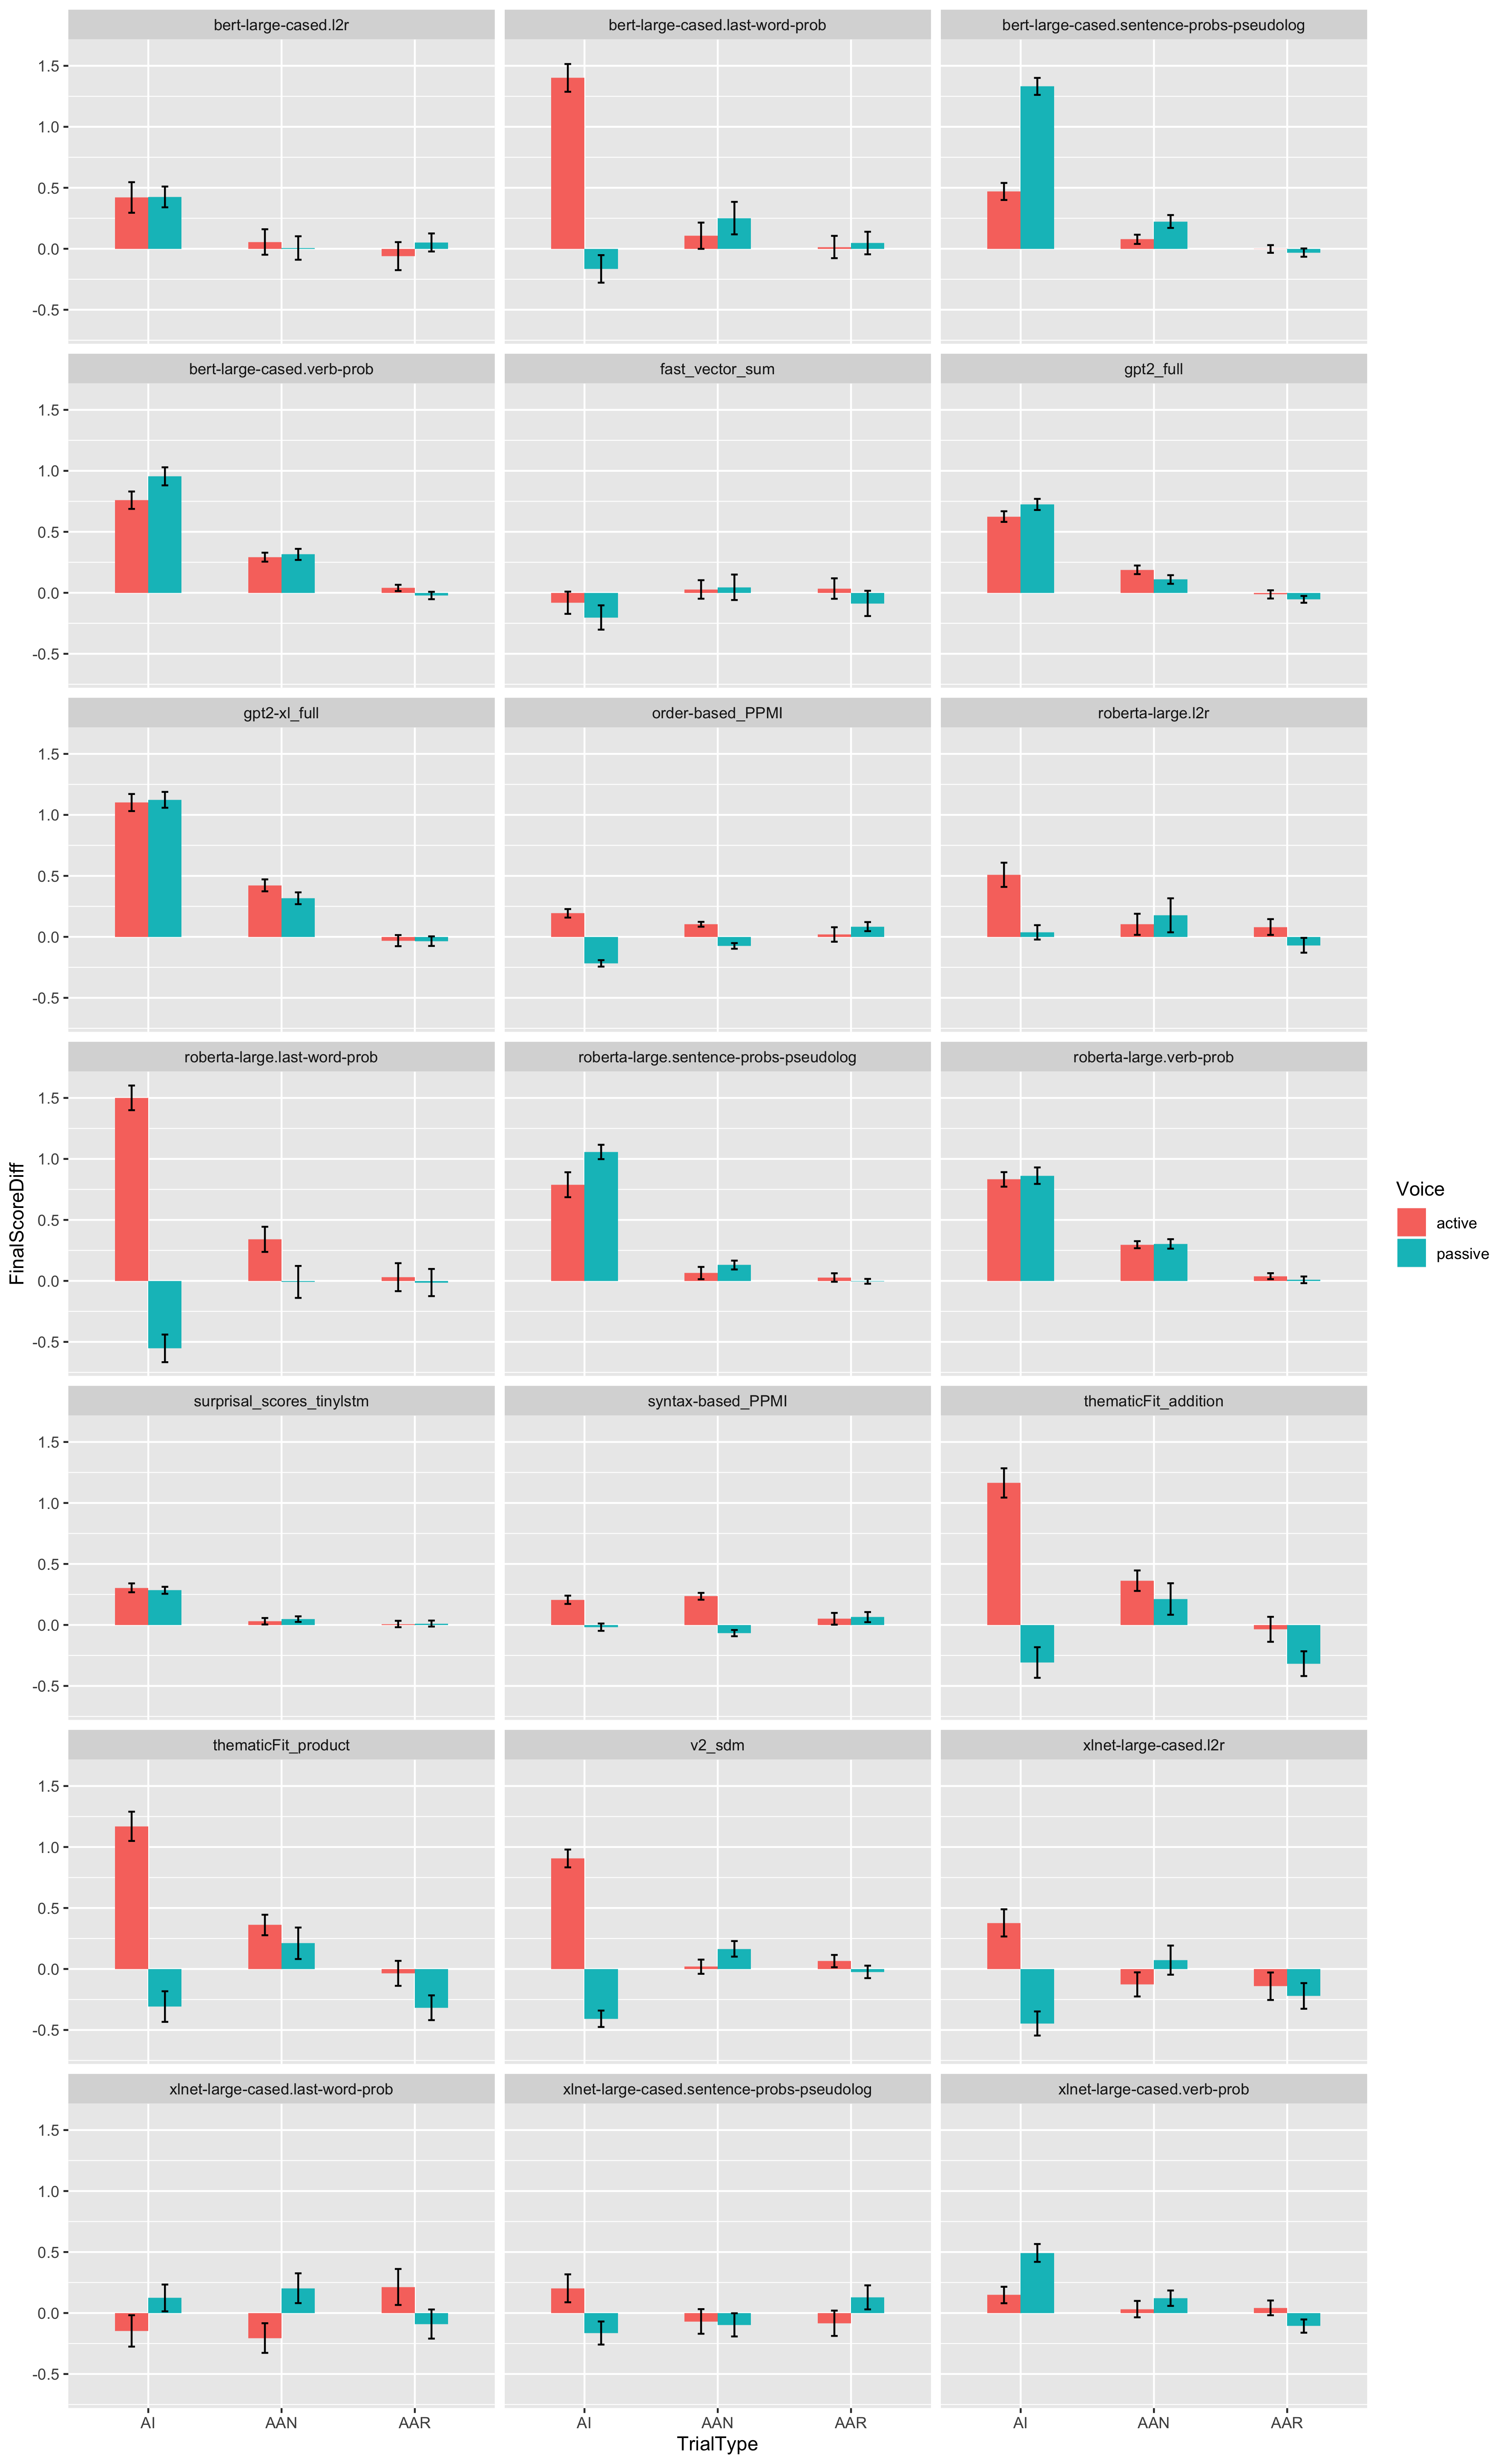 bert-large-cased.l2r bert-large-cased.last-word-prob bert-large-cased.sentence-probs-pseudolog
1.5
1.0
0.5
0.0
-0.5
bert-large-cased.verb-prob fast_vector_sum gpt2_full
1.5
1.0
0.5
0.0
-0.5
gpt2-xl_full order-based_PPMI roberta-large.l2r
1.5
1.0
0.5
0.0
-0.5
roberta-large.last-word-prob roberta-large.sentence-probs-pseudolog roberta-large.verb-prob
1.5
1.0
0.5
0.0
-0.5
FinalScoreDiff
Voice
active
passive
surprisal_scores_tinylstm syntax-based_PPMI thematicFit_addition
1.5
1.0
0.5
0.0
-0.5
thematicFit_product v2_sdm xlnet-large-cased.l2r
1.5
1.0
0.5
0.0
-0.5
xlnet-large-cased.last-word-prob xlnet-large-cased.sentence-probs-pseudolog xlnet-large-cased.verb-prob
1.5
1.0
0.5
0.0
-0.5
AI AAN AAR AI AAN AAR AI AAN AAR
TrialType